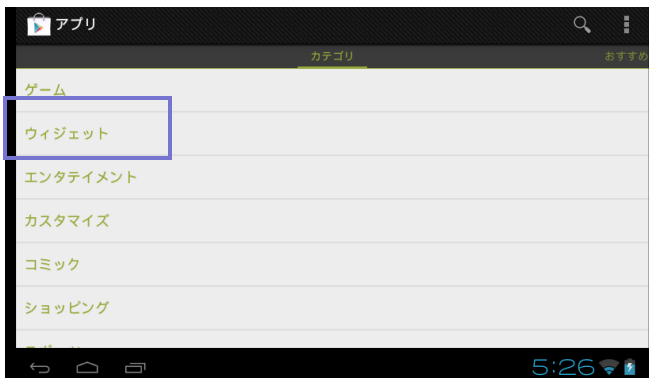 アプリ
カテゴリ
おすすめ
ゲーム
ウィジェット
エンタテイメント
カスタマイズ
コミック
ショッピング
5:26